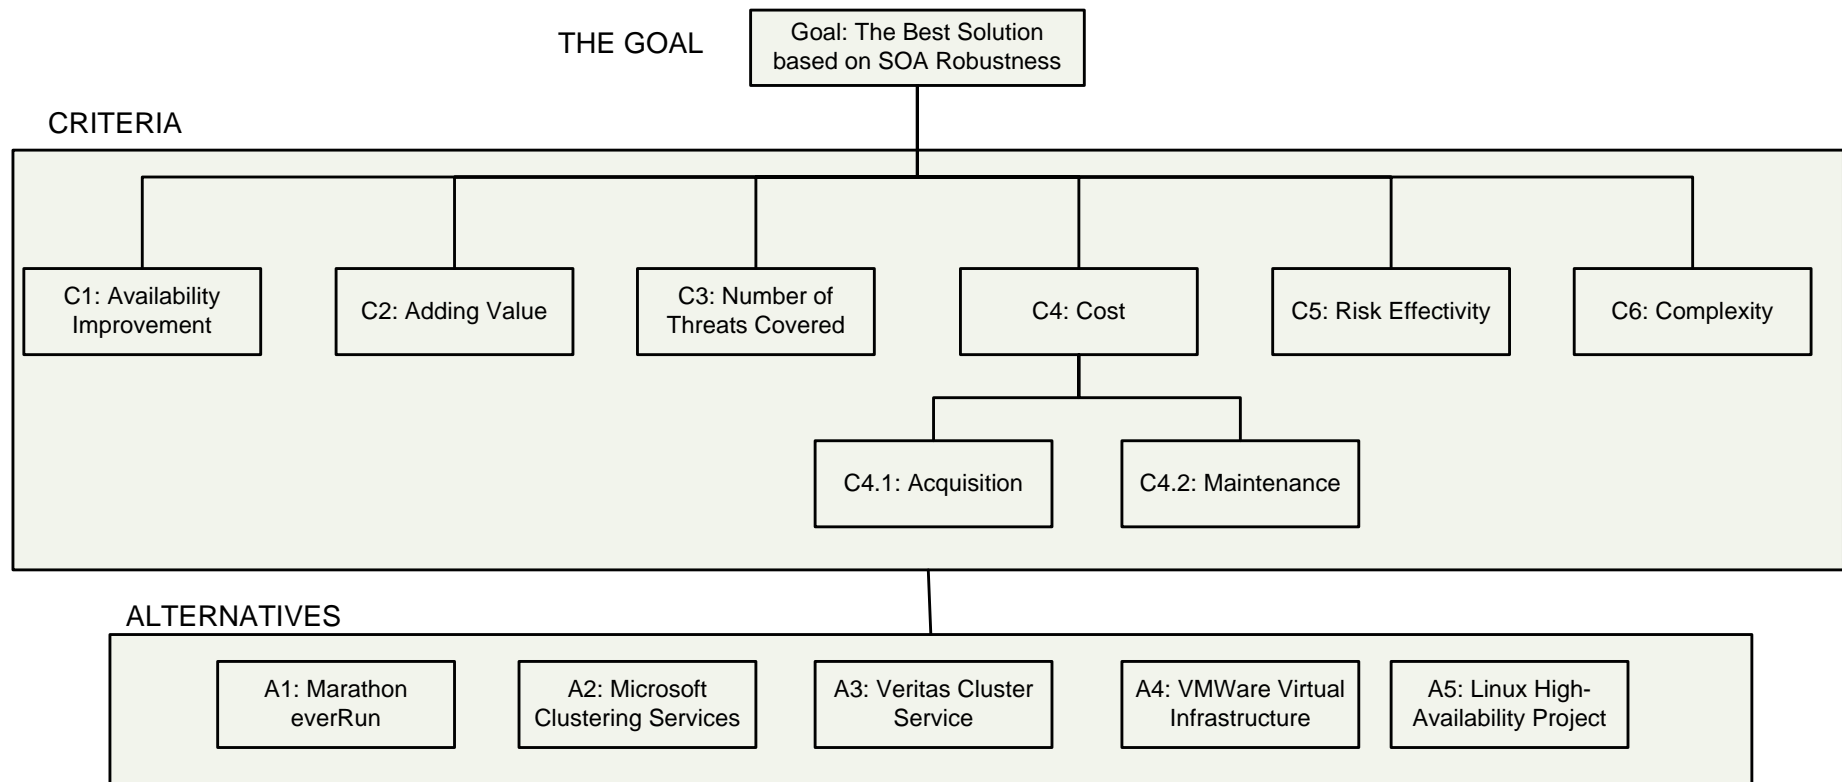 THE GOAL
Goal: The Best Solution
based on SOA Robustness
CRITERIA
C1: Availability
Improvement
C2: Adding Value
C3: Number of
Threats Covered
C4: Cost
C5: Risk Effectivity
C6: Complexity
C4.1: Acquisition
C4.2: Maintenance
ALTERNATIVES
A1: Marathon
everRun
A2: Microsoft
Clustering Services
A3: Veritas Cluster
Service
A4: VMWare Virtual
Infrastructure
A5: Linux High-
Availability Project